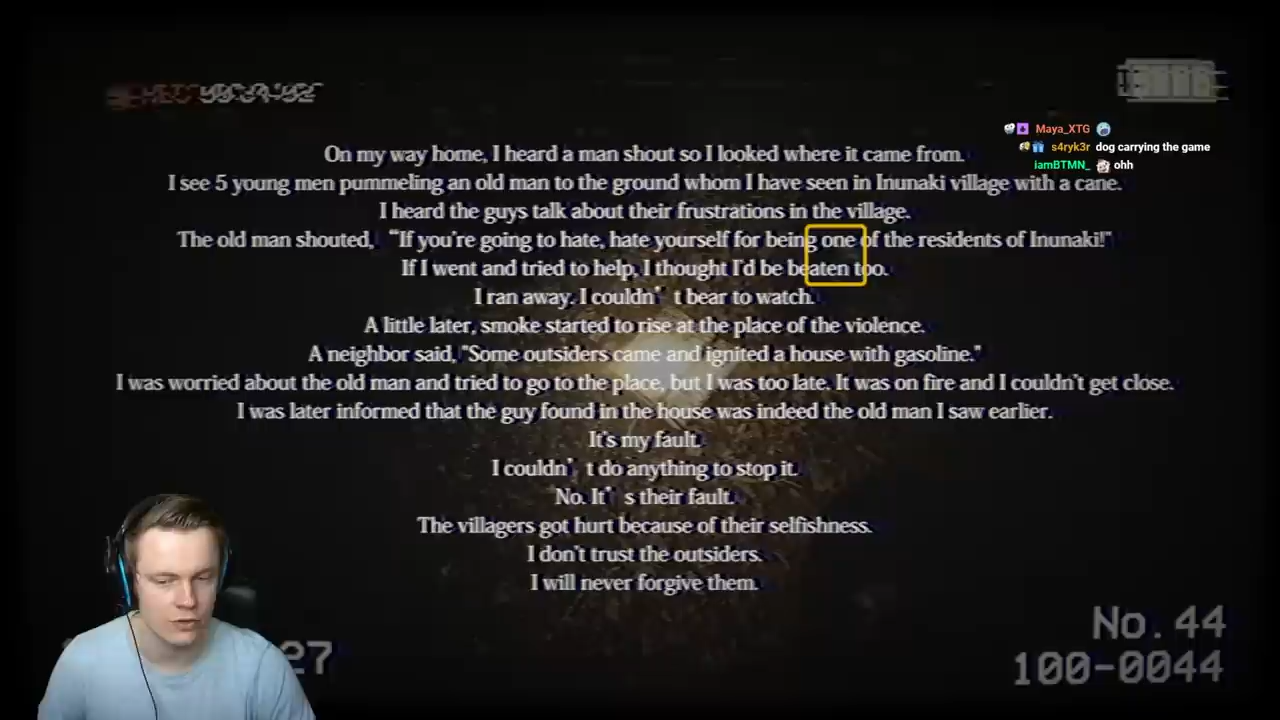 Maya_XTG
s4ryk3r dog carrying the game
iamBTMN_ ohh
On my way home, I heard a man shout so I looked where it came from.
I see 5 young men pummeling an old man to the ground whom I have seen in Inunaki village with a cane.
I heard the guys talk about their frustrations in the village.
The old man shouted, “If you're going to hate, hate yourself for being one of the residents of Inunaki!"
If I went and tried to help, I thought I'd be beaten too.
I ran away. I couldn’ t bear to watch.
A little later, smoke started to rise at the place of the violence.
A neighbor said, "Some outsiders came and ignited a house with gasoline."
I was worried about the old man and tried to go to the place, but I was too late. It was on fire and I couldn't get close.
I was later informed that the guy found in the house was indeed the old man I saw earlier.
It's my fault.
I couldn’ t do anything to stop it.
No. It’ s their fault.
The villagers got hurt because of their selfishness.
I don't trust the outsiders.
I will never forgive them.
27
No.44
100-0044